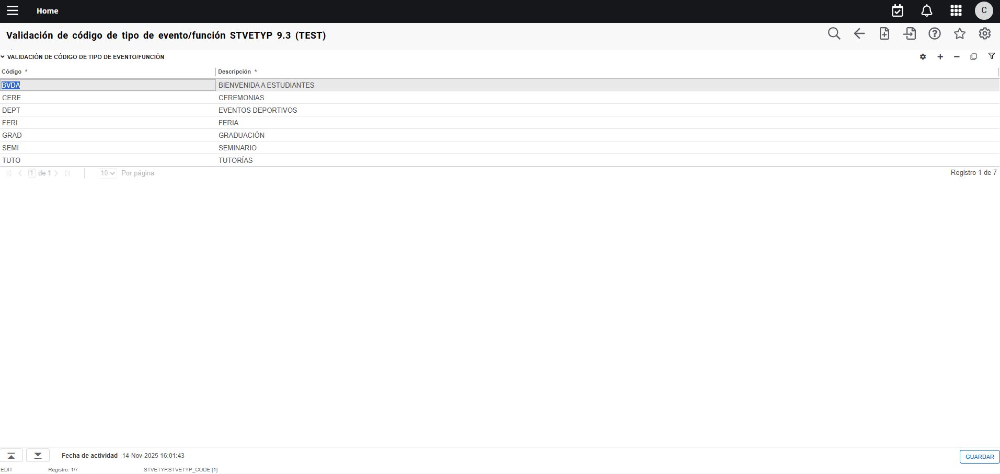 Home
C
Validación de código de tipo de evento/función STVETYP 9.3 (TEST)
VALIDACIÓN DE CÓDIGO DE TIPO DE EVENTO/FUNCIÓN
Código * Descripción *
BVDA BIENVENIDA A ESTUDIANTES
CERE CEREMONIAS
DEPT EVENTOS DEPORTIVOS
FERI FERIA
GRAD GRADUACIÓN
SEMI SEMINARIO
TUTO TUTORÍAS
1 de 1 10 Por página Registro 1 de 7
Fecha de actividad 14-Nov-2025 16:01:43 GUARDAR
EDIT Registro: 1/7 STVETYP.STVETYP_CODE [1]